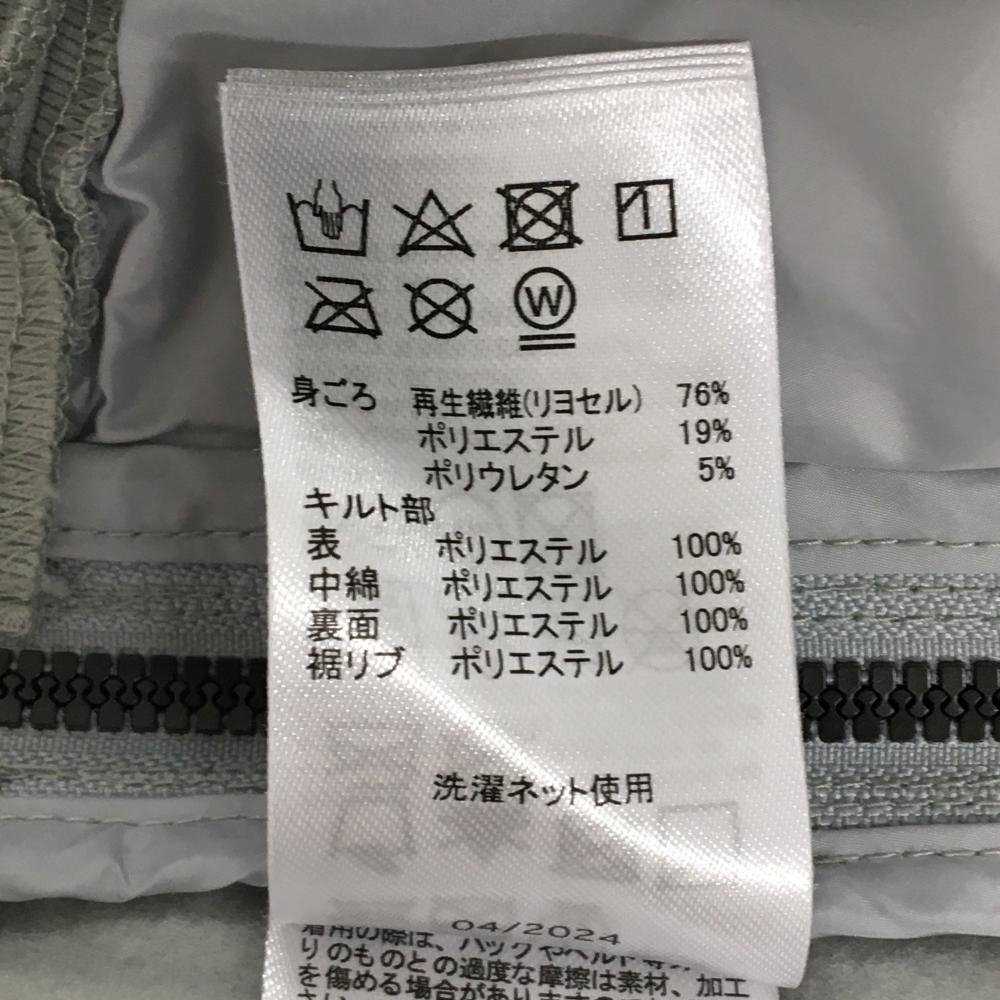 W
身ごろ 再生繊維(リヨセル) 76%
ポリエステル 19%
ポリウレタン 5%
キルト部
表 ポリエステル 100%
中綿 ポリエステル 100%
裏面 ポリエステル 100%
裾リブ ポリエステル 100%
洗濯ネット使用
04/2024
着用の際は、バッグやベルト等
りのものとの過度な摩擦は素材、加工
を傷める場合があります
さい